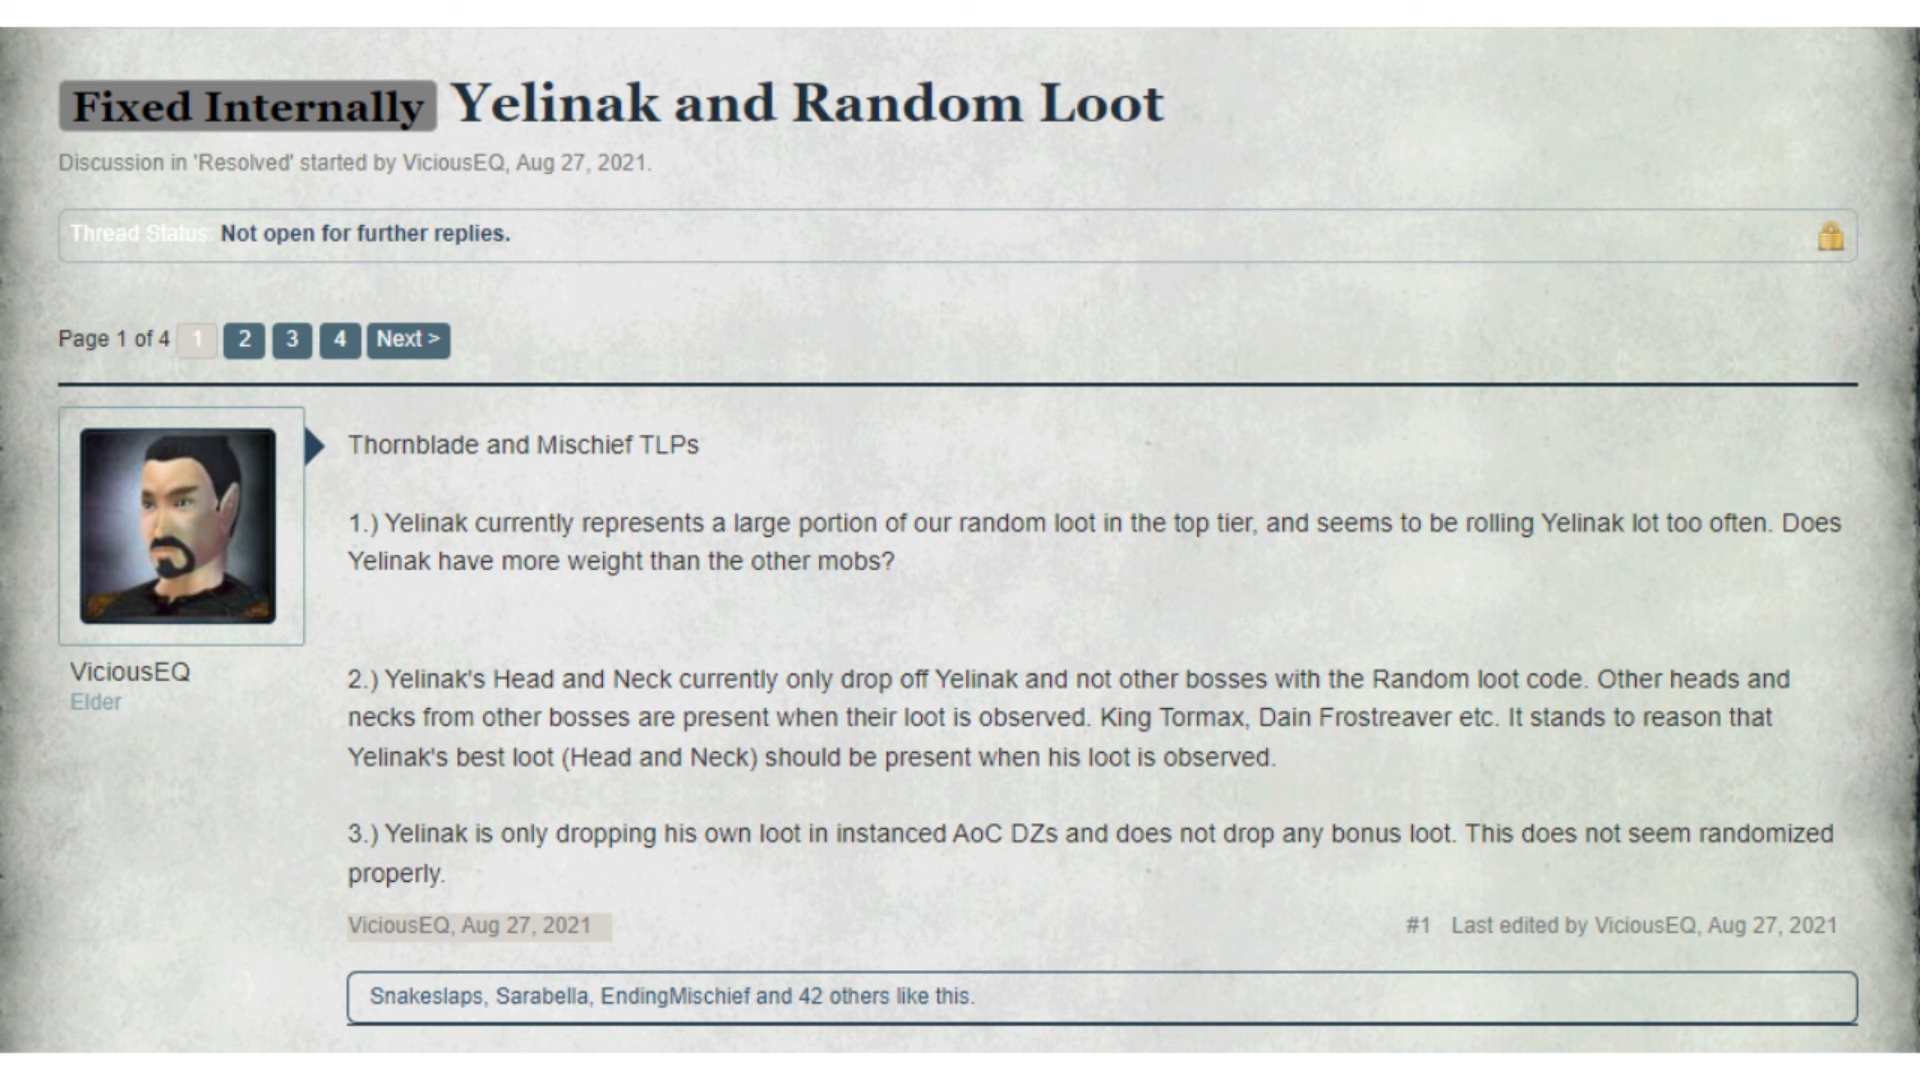 Fixed Internally Yelinak and Random Loot
Discussion in 'Resolved' started by ViciousEQ, Aug 27, 2021.
Thread Status: Not open for further replies.
Page 1 of 4 1 2 3 4 Next >
Thornblade and Mischief TLPs
1.) Yelinak currently represents a large portion of our random loot in the top tier, and seems to be rolling Yelinak lot too often. Does
Yelinak have more weight than the other mobs?
ViciousEQ
Elder
2.) Yelinak's Head and Neck currently only drop off Yelinak and not other bosses with the Random loot code. Other heads and
necks from other bosses are present when their loot is observed. King Tormax, Dain Frostreaver etc. It stands to reason that
Yelinak's best loot (Head and Neck) should be present when his loot is observed.
3.) Yelinak is only dropping his own loot in instanced AoC DZs and does not drop any bonus loot. This does not seem randomized
properly.
ViciousEQ, Aug 27, 2021 #1 Last edited by ViciousEQ, Aug 27, 2021
Snakeslaps, Sarabella, EndingMischief and 42 others like this.